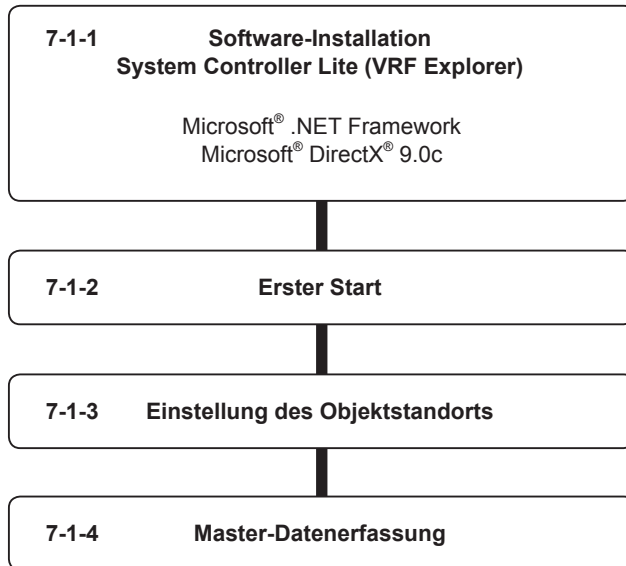 7-1-1 Software-Installation
System Controller Lite (VRF Explorer)
Microsoft® .NET Framework
Microsoft® DirectX® 9.0c
7-1-2 Erster Start
7-1-3 Einstellung des Objektstandorts
7-1-4 Master-Datenerfassung